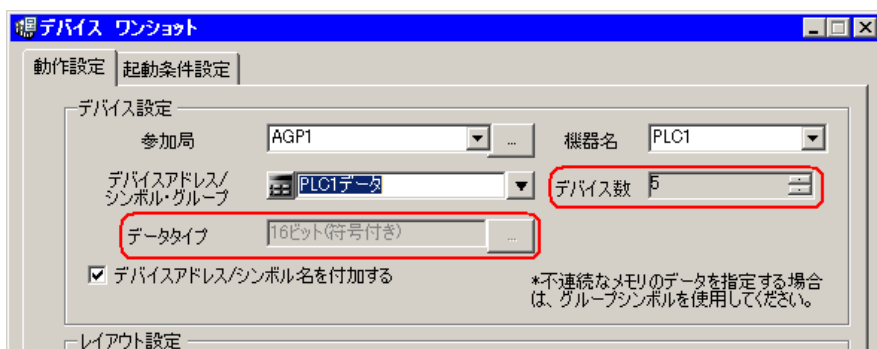 デバイス ワンショット
動作設定 起動条件設定
デバイス設定
参加局 AGP1 ... 機器名 PLC1
デバイスアドレス/
シンボル・グループ PLC1データ デバイス数 5
データタイプ 16ビット(符号付き) ...
デバイスアドレス/シンボル名を付加する
*不連続なメモリのデータを指定する場合
は、グループシンボルを使用してください。
レイアウト設定